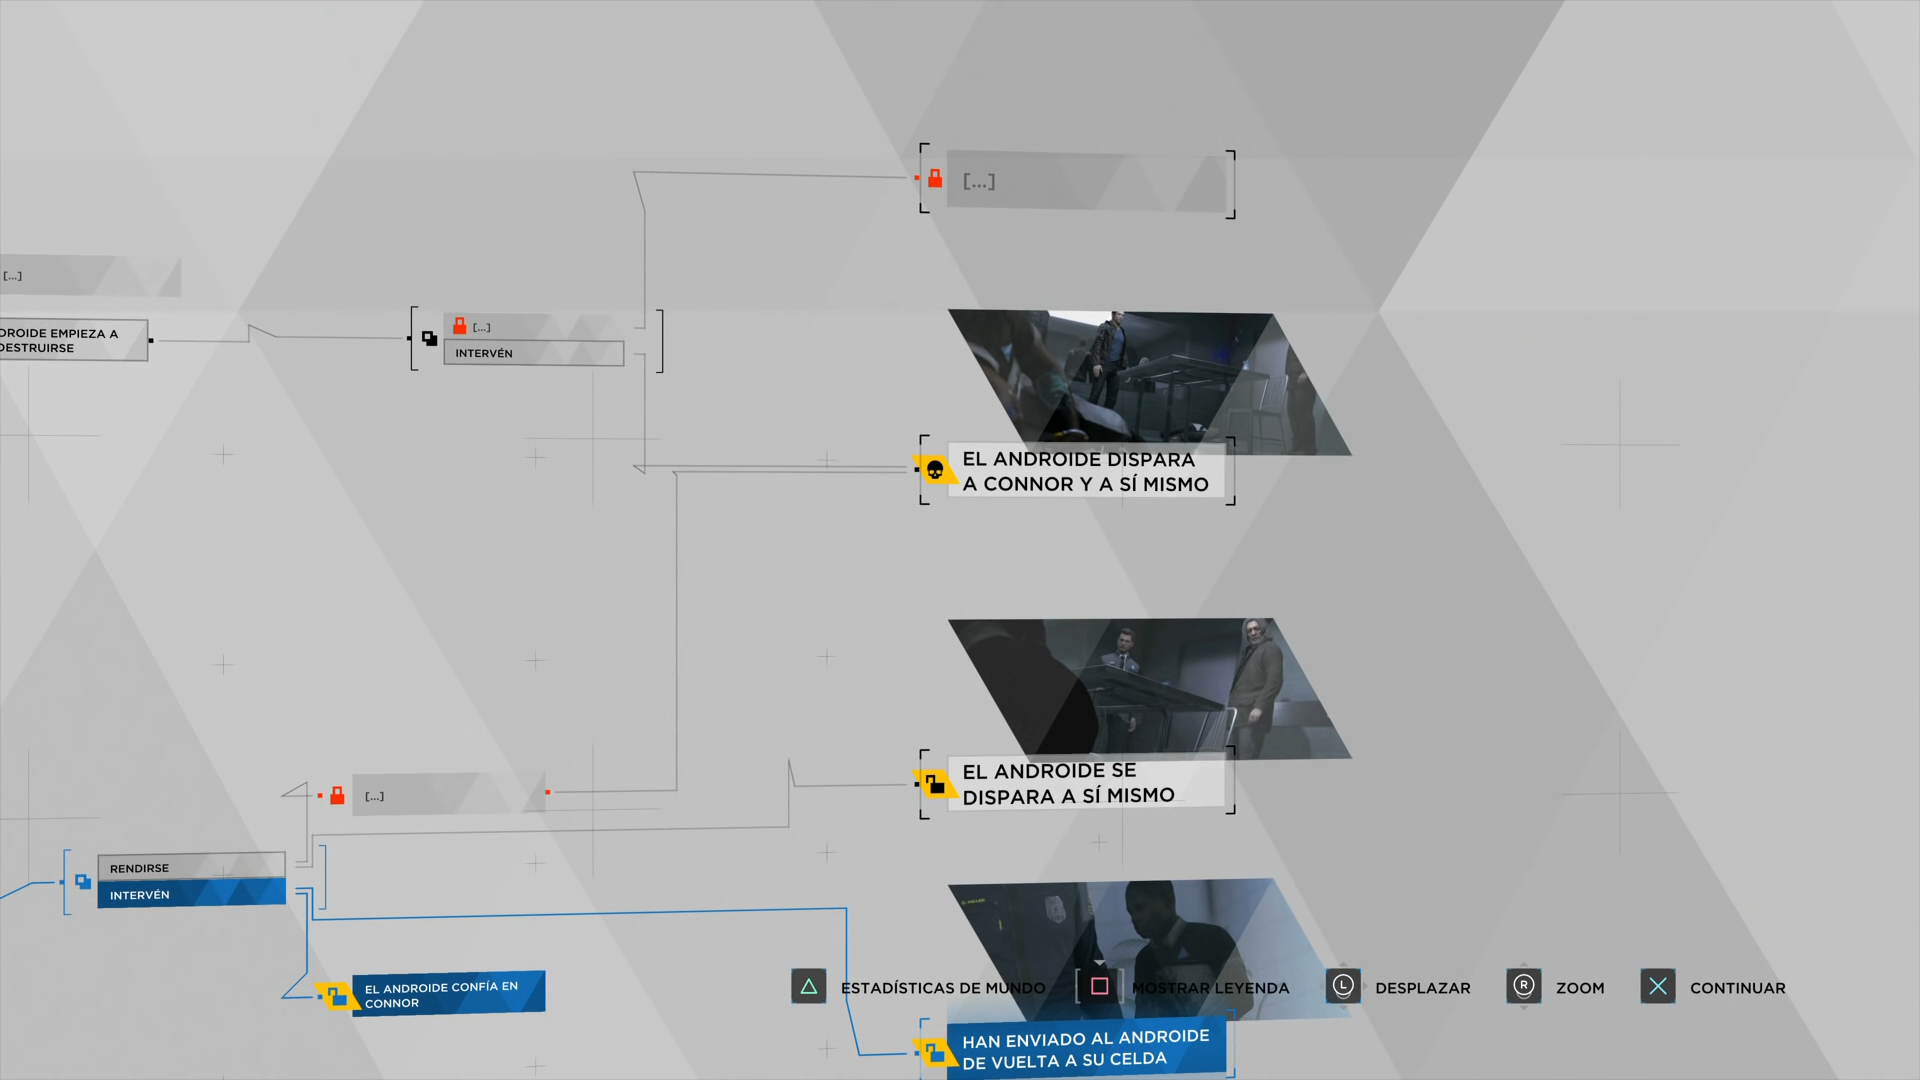 [...]
[...]
DROIDE EMPIEZA A
DESTRUIRSE
[...]
INTERVÉN
EL ANDROIDE DISPARA
A CONNOR Y A SÍ MISMO
EL ANDROIDE SE
DISPARA A SÍ MISMO
[...]
RENDIRSE
INTERVÉN
EL ANDROIDE CONFÍA EN
CONNOR
ESTADÍSTICAS DE MUNDO
MOSTRAR LEYENDA
L DESPLAZAR
R ZOOM
CONTINUAR
HAN ENVIADO AL ANDROIDE
DE VUELTA A SU CELDA